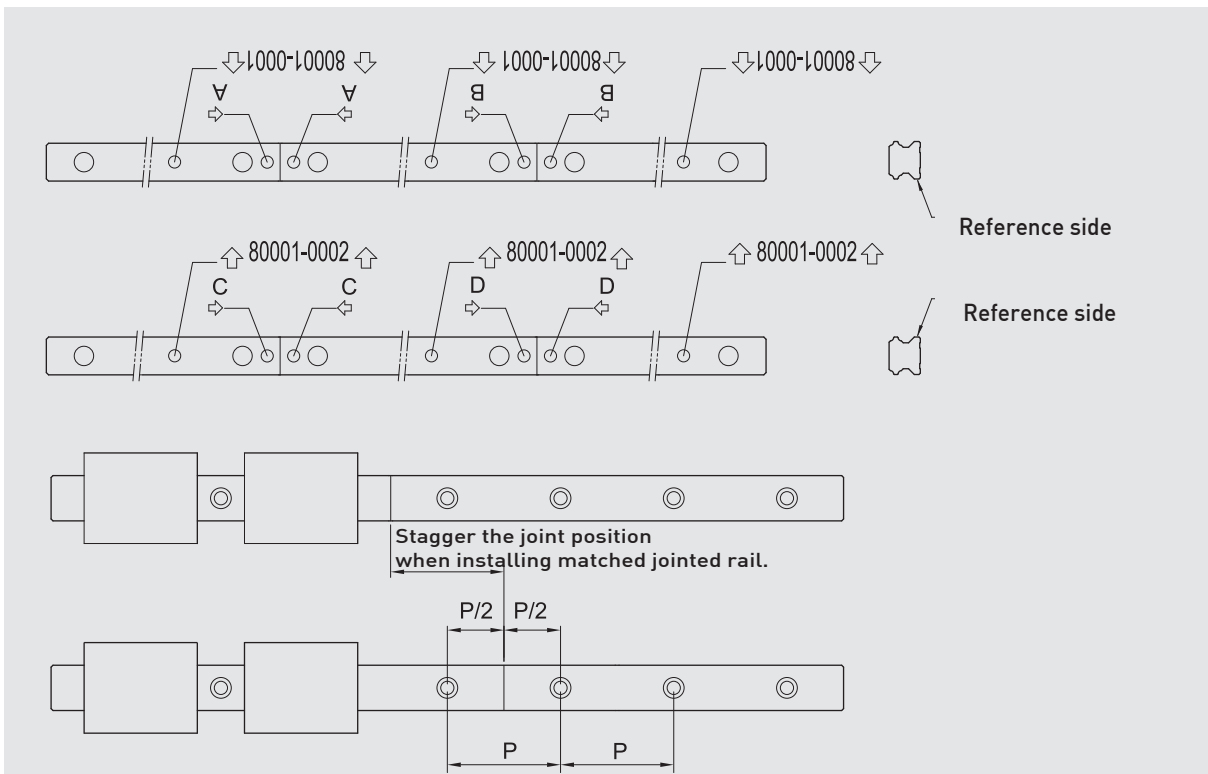 80001-0001 80001-0001 80001-0001
A A B B
Reference side
80001-0002 80001-0002 80001-0002
C C D D
Reference side
Stagger the joint position
when installing matched jointed rail.
P/2 P/2
P P